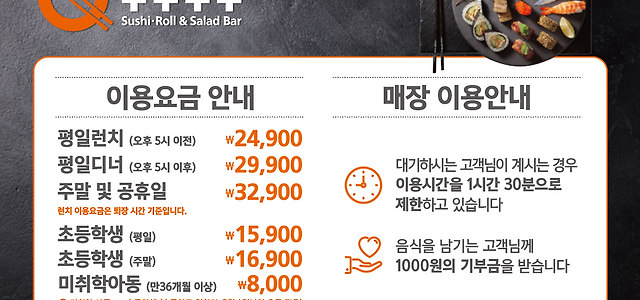 Sushi·Roll & Salad Bar
이용요금 안내
평일런치 (오후 5시 이전) ₩24,900
평일디너 (오후 5시 이후) ₩29,900
주말 및 공휴일 ₩32,900
런치 이용요금은 퇴장 시간 기준입니다.
초등학생 (평일) ₩15,900
초등학생 (주말) ₩16,900
미취학아동 (만36개월 이상) ₩8,000
매장 이용안내
대기하시는 고객님이 계시는 경우
이용시간을 1시간 30분으로
제한하고 있습니다
음식을 남기는 고객님께
1000원의 기부금을 받습니다